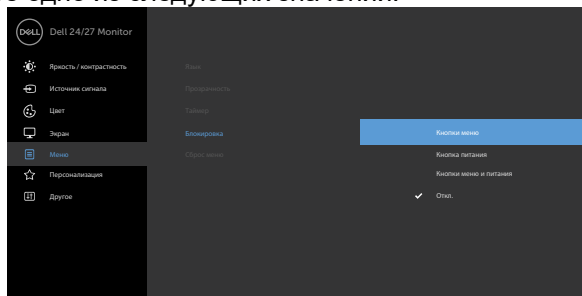 о одно из следующих значений:
DELL
Dell 24/27 Monitor
Яркость / контрастность
Источник сигнала
Цвет
Экран
Меню
Персонализация
Другое
Язык
Прозрачность
Таймер
Блокировка
Сброс меню
Кнопки меню
Кнопка питания
Кнопки меню и питания
Откл.